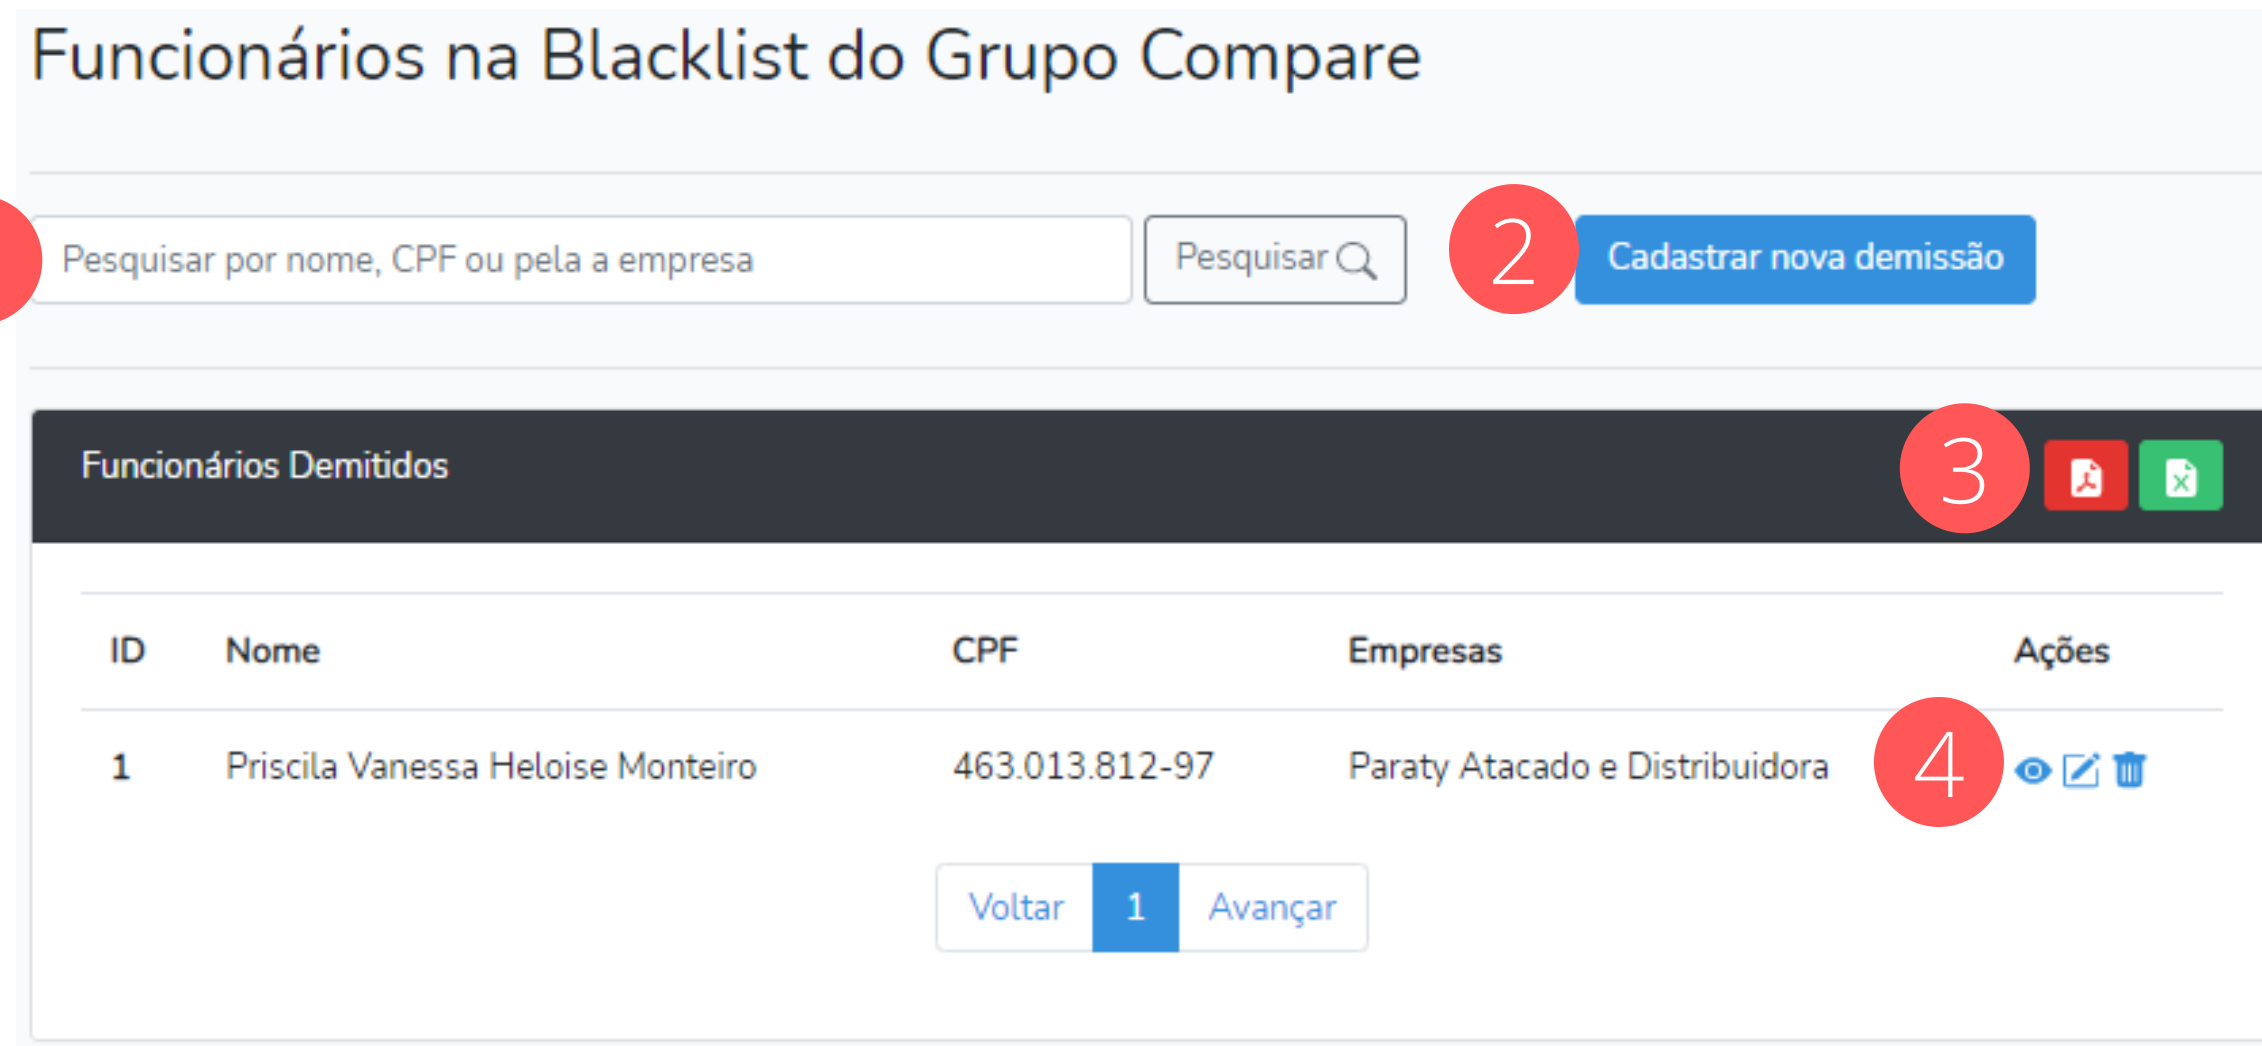 Funcionários na Blacklist do Grupo Compare
Pesquisar por nome, CPF ou pela a empresa
Pesquisar
2
Cadastrar nova demissão
Funcionários Demitidos
3
ID Nome CPF Empresas Ações
1 Priscila Vanessa Heloise Monteiro 463.013.812-97 Paraty Atacado e Distribuidora 4
Voltar 1 Avançar